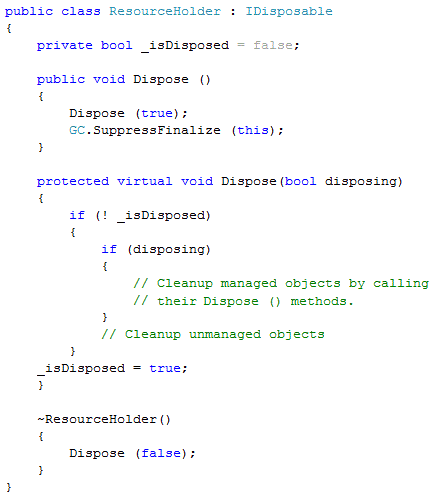 public class ResourceHolder : IDisposable
{
    private bool _isDisposed = false;

    public void Dispose ()
    {
        Dispose (true);
        GC.SuppressFinalize (this);
    }

    protected virtual void Dispose(bool disposing)
    {
        if (! _isDisposed)
        {
            if (disposing)
            {
                // Cleanup managed objects by calling
                // their Dispose () methods.
            }
            // Cleanup unmanaged objects
        }
    _isDisposed = true;
    }

    ~ResourceHolder()
    {
        Dispose (false);
    }
}